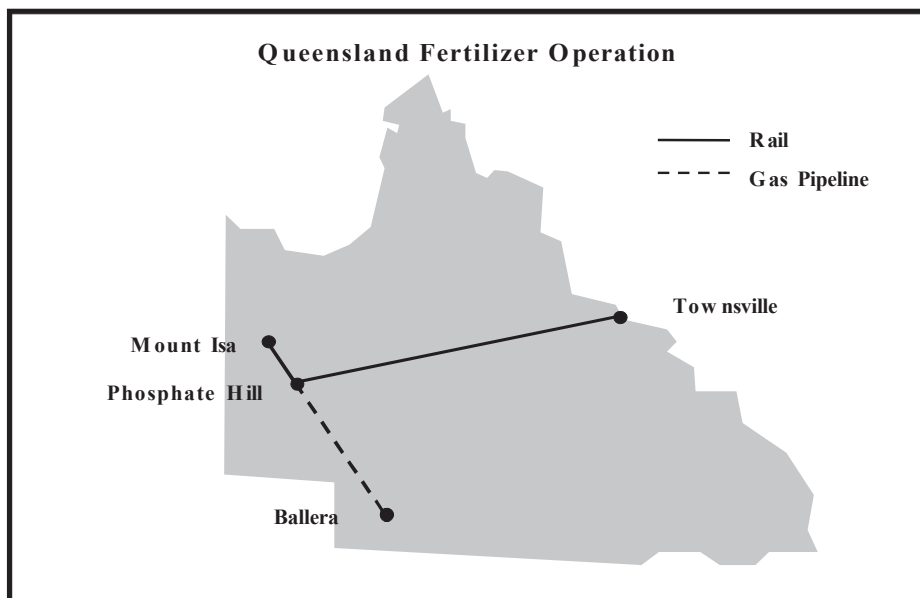 Queensland Fertilizer Operation
Rail
Gas Pipeline
Townsville
Mount Isa
Phosphate Hill
Ballera